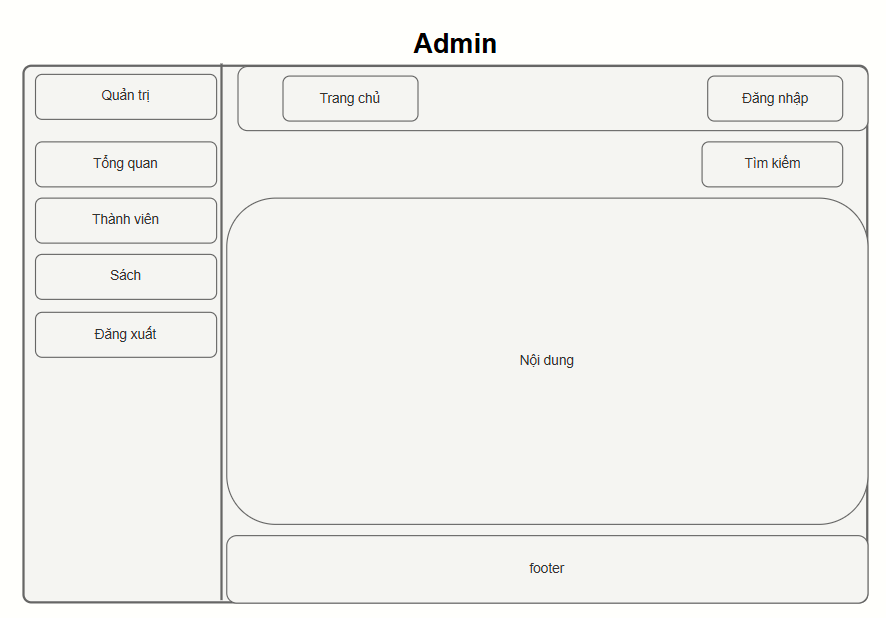 Admin
Quản trị
Trang chủ
Đăng nhập
Tổng quan
Tìm kiếm
Thành viên
Sách
Đăng xuất
Nội dung
footer